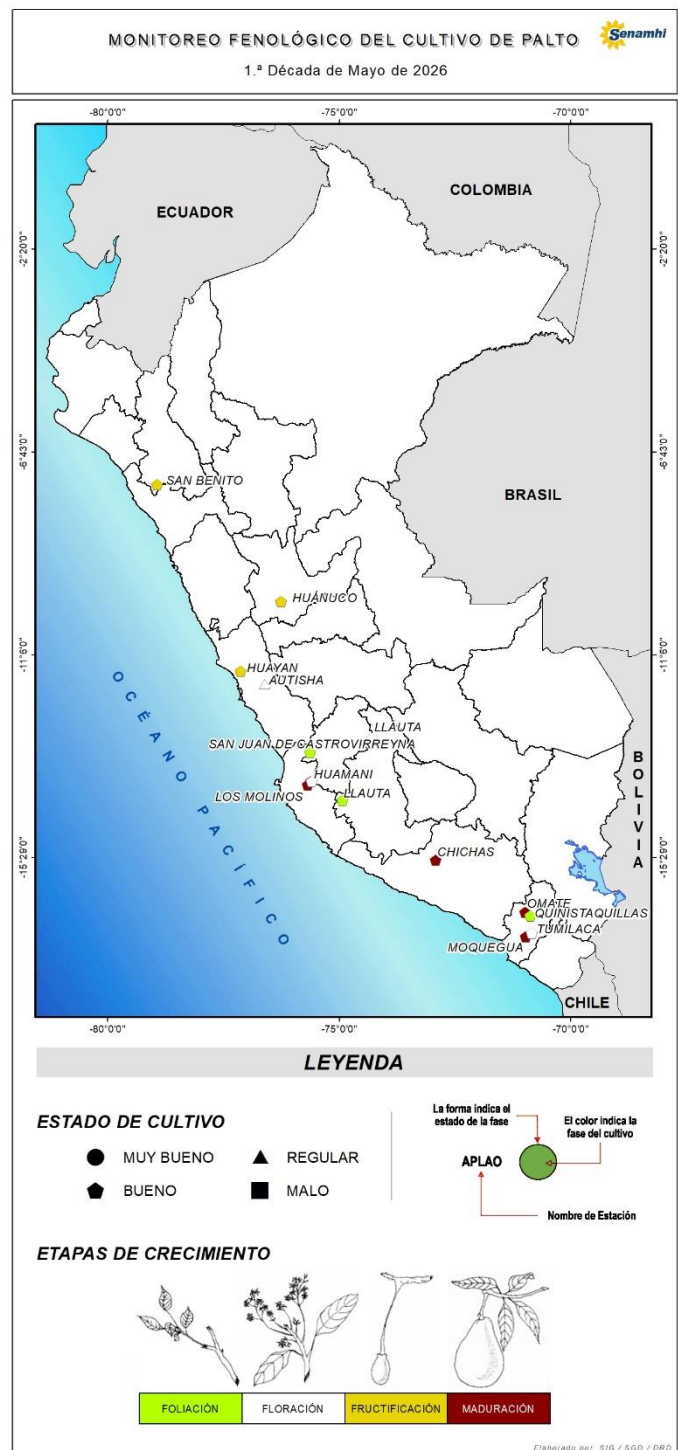 MONITOREO FENOLÓGICO DEL CULTIVO DE PALTO
Senamhi
1.ª Década de Mayo de 2026
-80°0'0"
-75°0'0"
-70°0'0"
COLOMBIA
ECUADOR
-2°20'0"
-2°20'0"
-6°43'0"
-6°43'0"
SAN BENITO
BRASIL
HUÁNUCO
-11°6'0"
-11°6'0"
HUAYAN
AUTISHA
OCÉANO PACÍFICO
LLAUTA
SAN JUAN DE CASTROVIRREYNA
HUAMANI
LOS MOLINOS
LLAUTA
BOLIVIA
CHICHAS
-15°29'0"
-15°29'0"
OMATE
QUINISTAQUILLAS
TUMILACA
MOQUEGUA
CHILE
-80°0'0"
-75°0'0"
-70°0'0"
LEYENDA
ESTADO DE CULTIVO
MUY BUENO
REGULAR
BUENO
MALO
La forma indica el
estado de la fase
El color indica la
fase del cultivo
APLAO
Nombre de Estación
ETAPAS DE CRECIMIENTO
FOLIACIÓN
FLORACIÓN
FRUCTIFICACIÓN
MADURACIÓN
Elaborado por: SIG / SGD / DRD